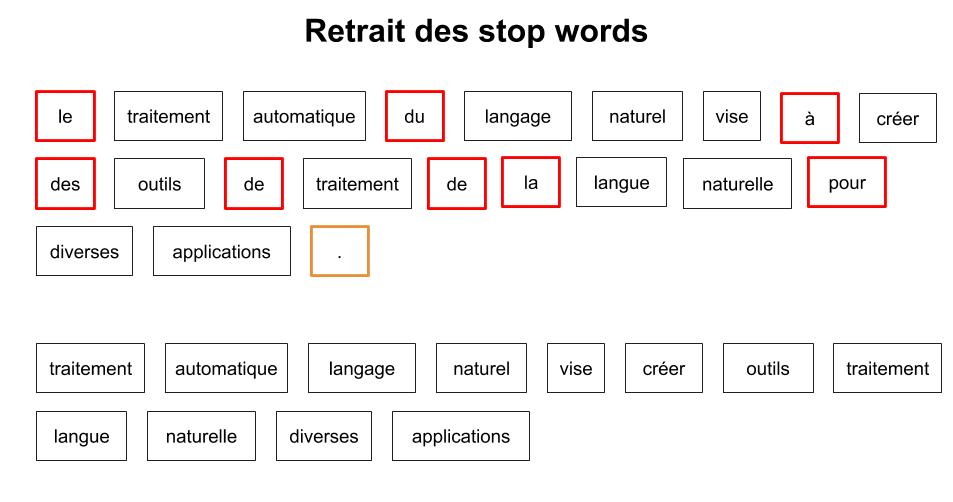 Retrait des stop words
le traitement automatique du langage naturel vise à créer
des outils de traitement de la langue naturelle pour
diverses applications .
traitement automatique langage naturel vise créer outils traitement
langue naturelle diverses applications